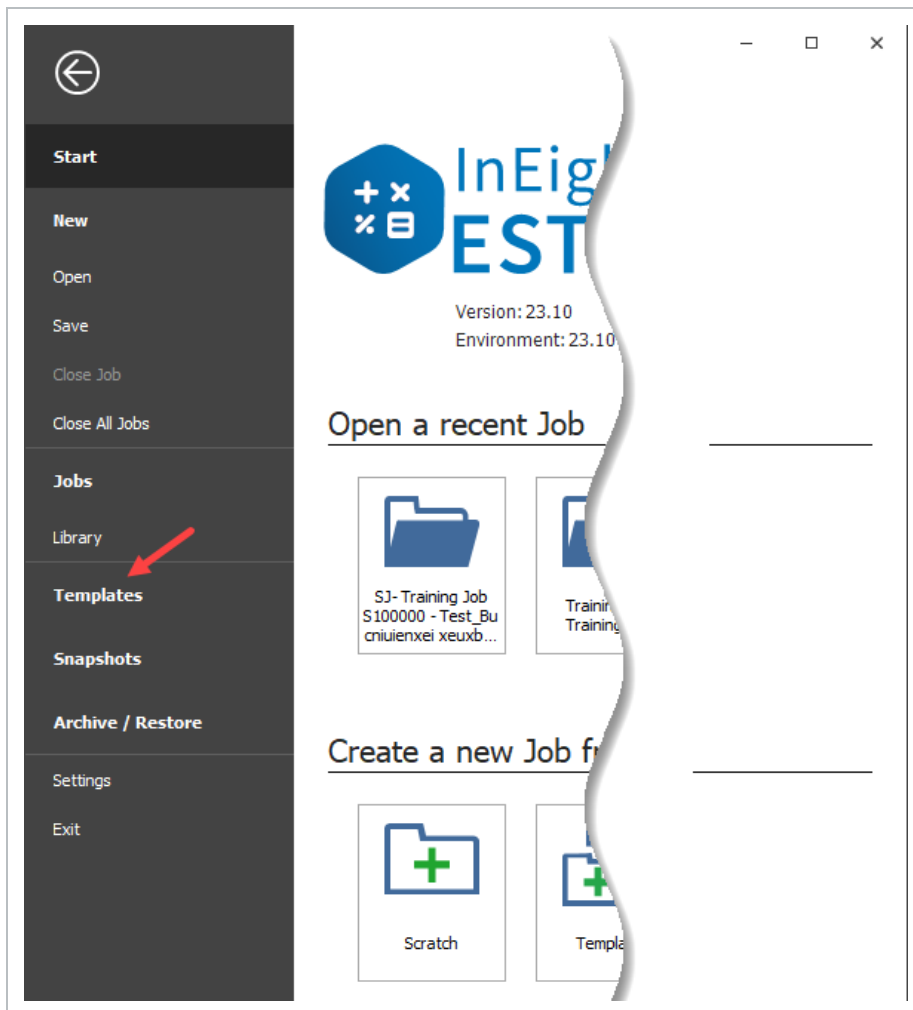 Start
New
Open
Save
Close Job
Close All Jobs
Jobs
Library
Templates
Snapshots
Archive / Restore
Settings
Exit
InEig
EST
Version: 23.10
Environment: 23.10
Open a recent Job
SJ- Training Job
S100000 - Test_Bu
cniuienxei xeuxb...
Trainin
Training
Create a new Job fr
Scratch
Templa